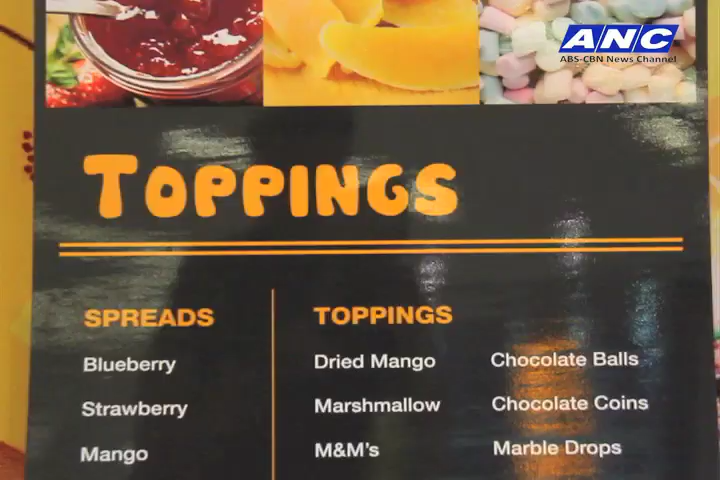 ANC
ABS-CBN News Channel
TOPPINGS
SPREADS
Blueberry
Strawberry
Mango
TOPPINGS
Dried Mango
Marshmallow
M&M's
Chocolate Balls
Chocolate Coins
Marble Drops